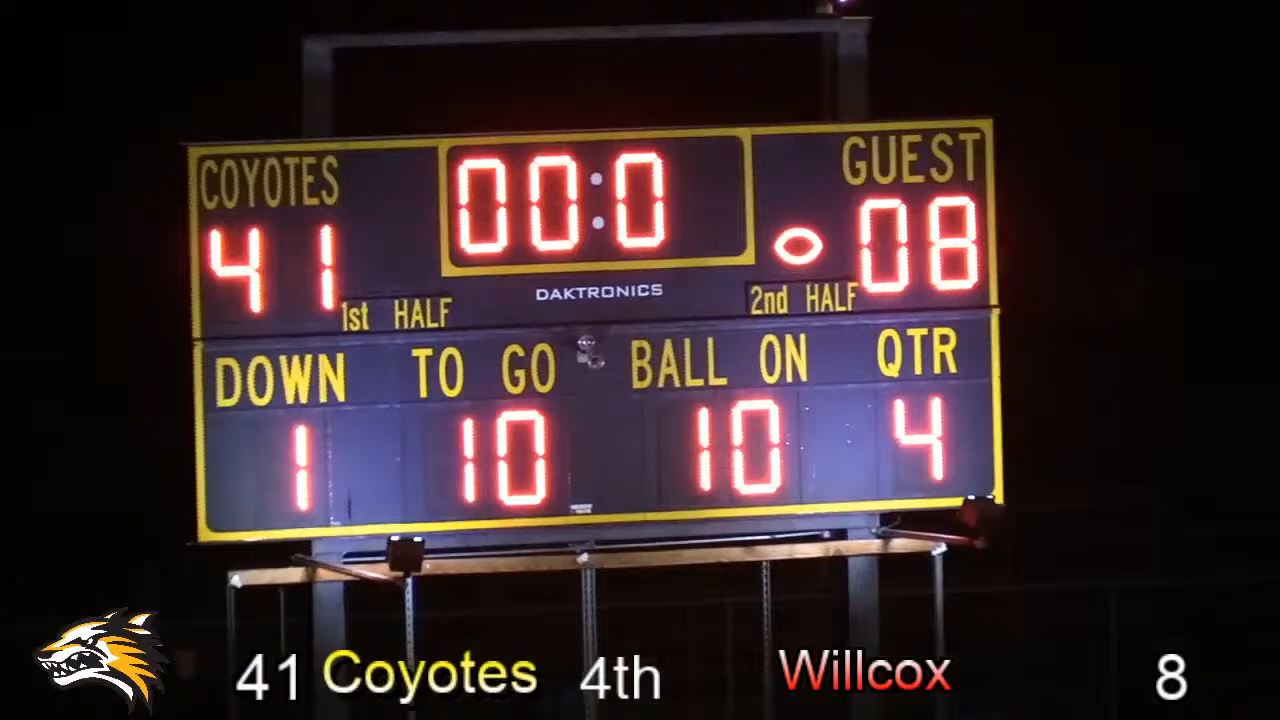 COYOTES 00:0 GUEST
41 08
1st HALF DAKTRONICS 2nd HALF
DOWN TO GO BALL ON QTR
1 10 10 4
41 Coyotes 4th Willcox 8